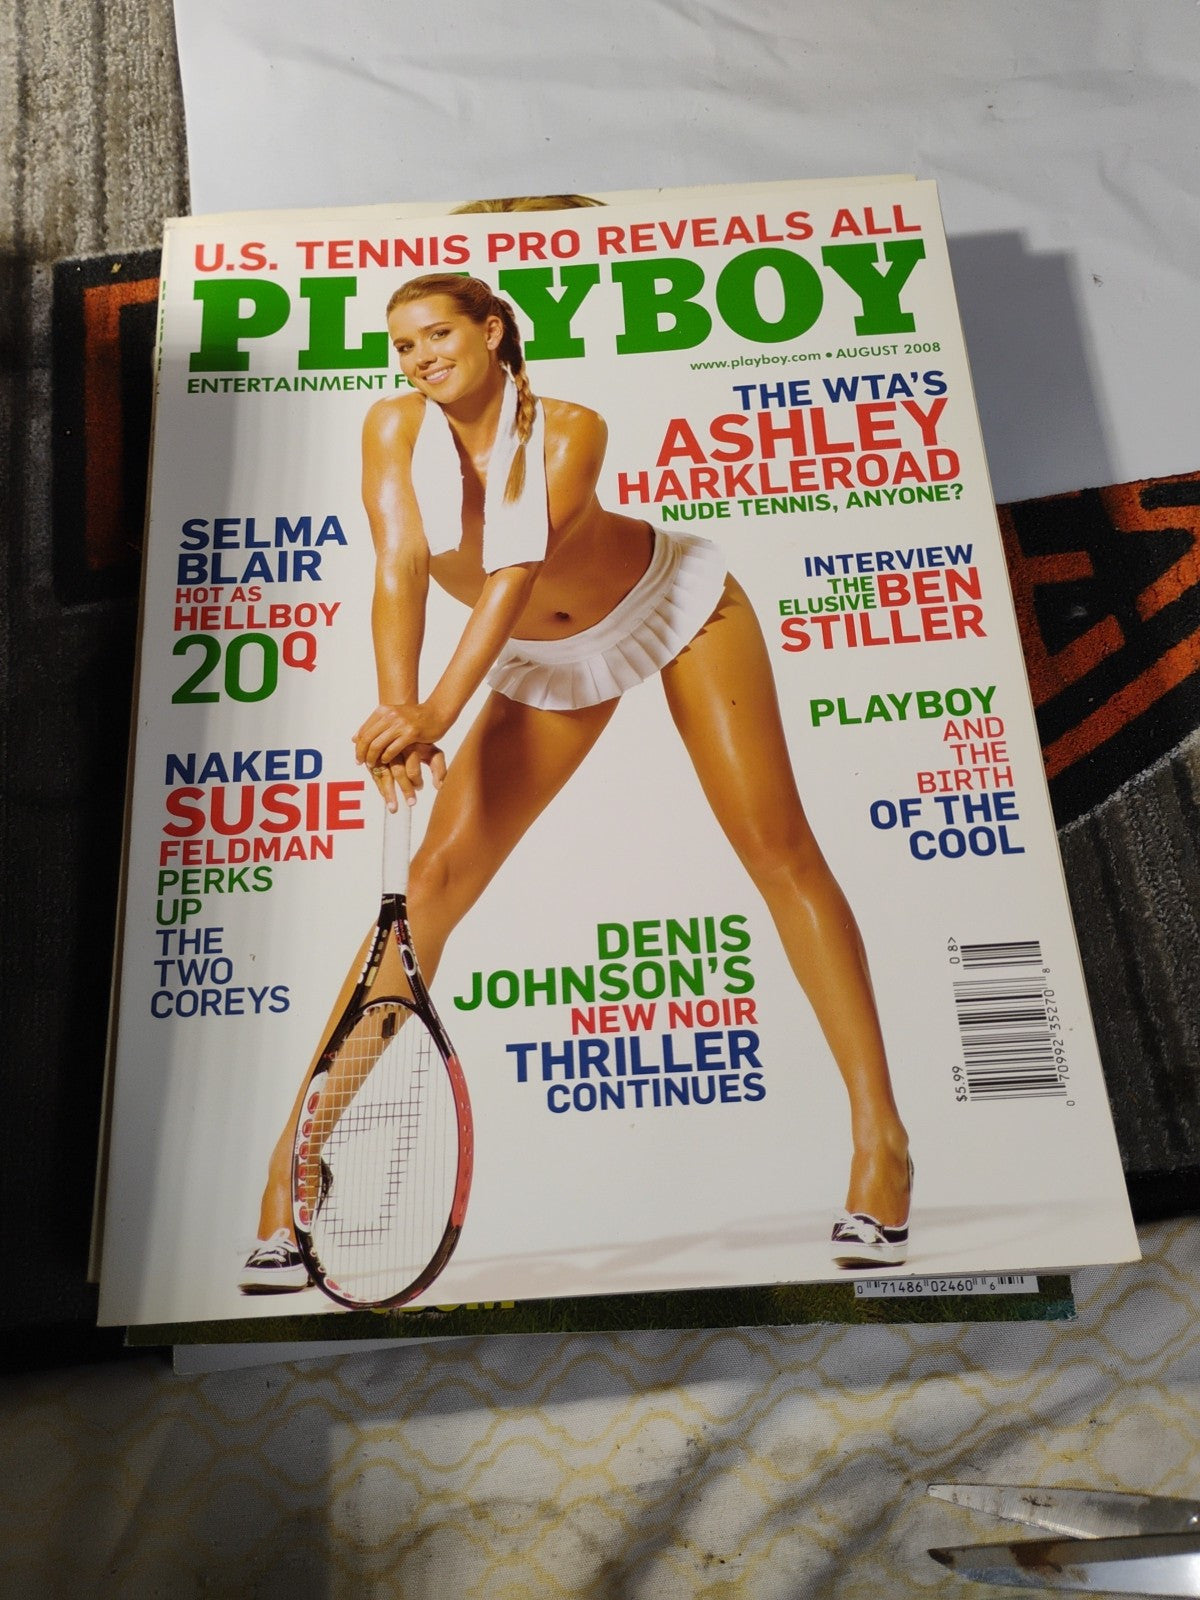 U.S. TENNIS PRO REVEALS ALL
PLAYBOY
ENTERTAINMENT
www.playboy.com • AUGUST 2008
THE WTA'S
ASHLEY
HARKLEROAD
NUDE TENNIS, ANYONE?
SELMA
BLAIR
HOT AS
HELLBOY
20Q
INTERVIEW
THE
ELUSIVE BEN
STILLER
PLAYBOY
AND
THE
BIRTH
OF THE
COOL
NAKED
SUSIE
FELDMAN
PERKS
UP
THE
TWO
COREYS
DENIS
JOHNSON'S
NEW NOIR
THRILLER
CONTINUES
08>
$5.99
0 70992 35270 8
0 71486 02460 6